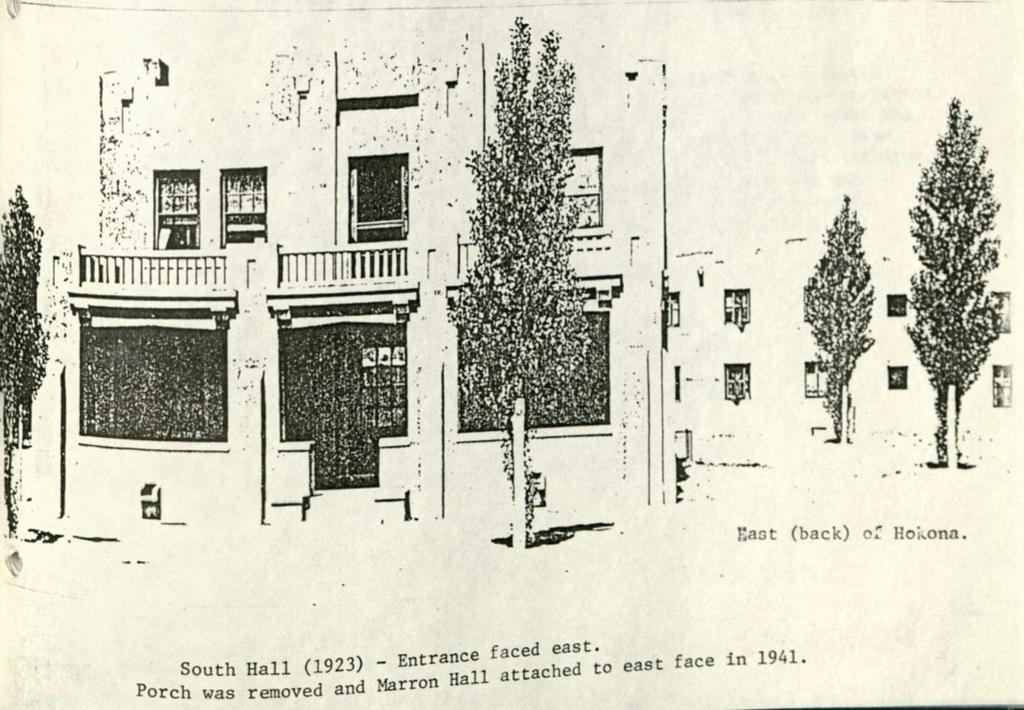 East (back) of Hokona.
South Hall (1923) - Entrance faced east.
Porch was removed and Marron Hall attached to east face in 1941.